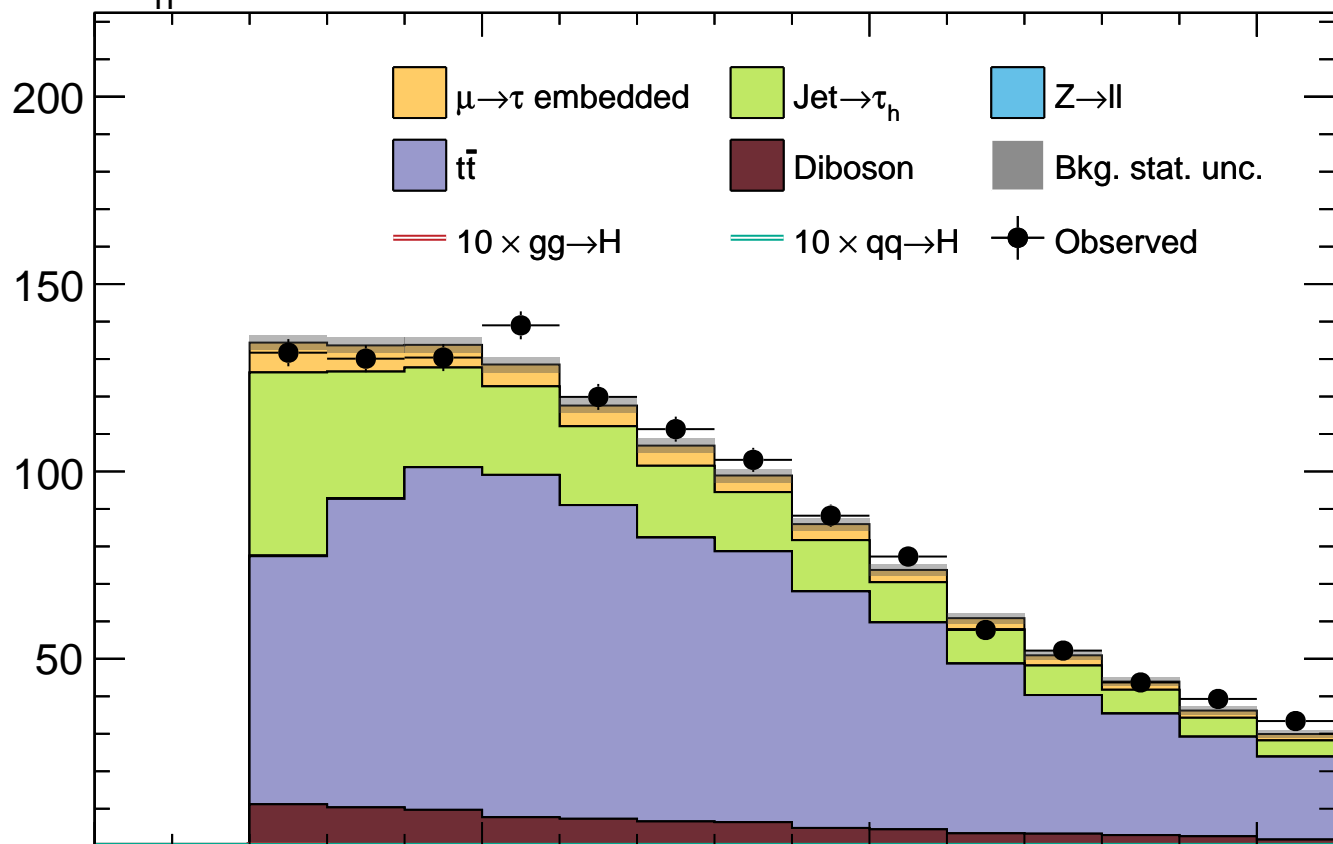 200
μ→τ embedded Jet→τh Z→ll
tt̄ Diboson Bkg. stat. unc.
10 × gg→H 10 × qq→H Observed
150
100
50